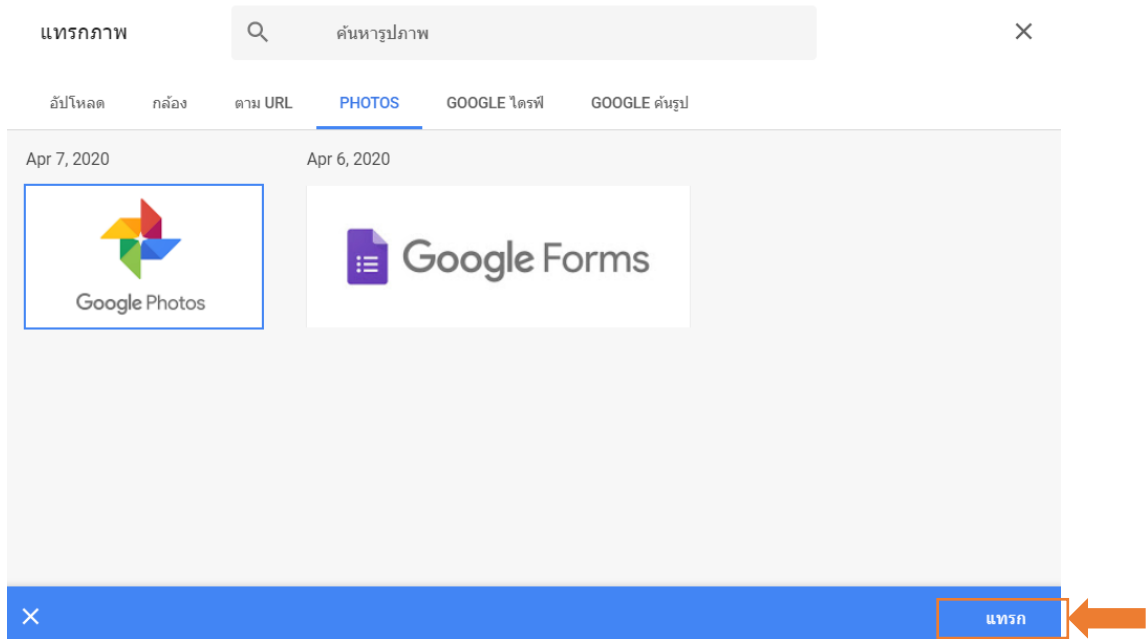 แทรกภาพ ค้นหารูปภาพ
อัปโหลด กล้อง ตาม URL PHOTOS GOOGLE ไดรฟ์ GOOGLE ค้นรูป
Apr 7, 2020 Apr 6, 2020
Google Photos
Google Forms
แทรก